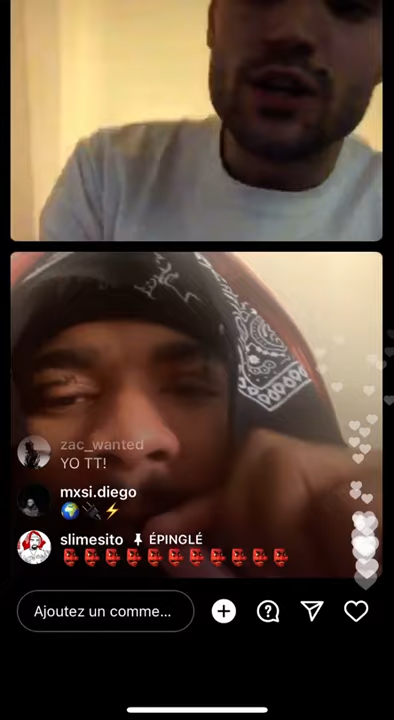 zac_wanted
YO TT!
mxsi.diego
🌍🔌⚡
slimesito 📌 ÉPINGLÉ
👺👺👺👺👺👺👺👺👺👺👺
Ajoutez un comme...